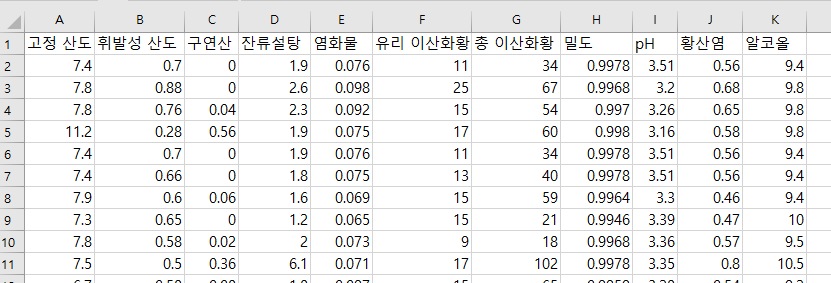 A B C D E F G H I J K
1 고정 산도 휘발성 산도 구연산 잔류설탕 염화물 유리 이산화황 총 이산화황 밀도 pH 황산염 알코올
2 7.4 0.7 0 1.9 0.076 11 34 0.9978 3.51 0.56 9.4
3 7.8 0.88 0 2.6 0.098 25 67 0.9968 3.2 0.68 9.8
4 7.8 0.76 0.04 2.3 0.092 15 54 0.997 3.26 0.65 9.8
5 11.2 0.28 0.56 1.9 0.075 17 60 0.998 3.16 0.58 9.8
6 7.4 0.7 0 1.9 0.076 11 34 0.9978 3.51 0.56 9.4
7 7.4 0.66 0 1.8 0.075 13 40 0.9978 3.51 0.56 9.4
8 7.9 0.6 0.06 1.6 0.069 15 59 0.9964 3.3 0.46 9.4
9 7.3 0.65 0 1.2 0.065 15 21 0.9946 3.39 0.47 10
10 7.8 0.58 0.02 2 0.073 9 18 0.9968 3.36 0.57 9.5
11 7.5 0.5 0.36 6.1 0.071 17 102 0.9978 3.35 0.8 10.5